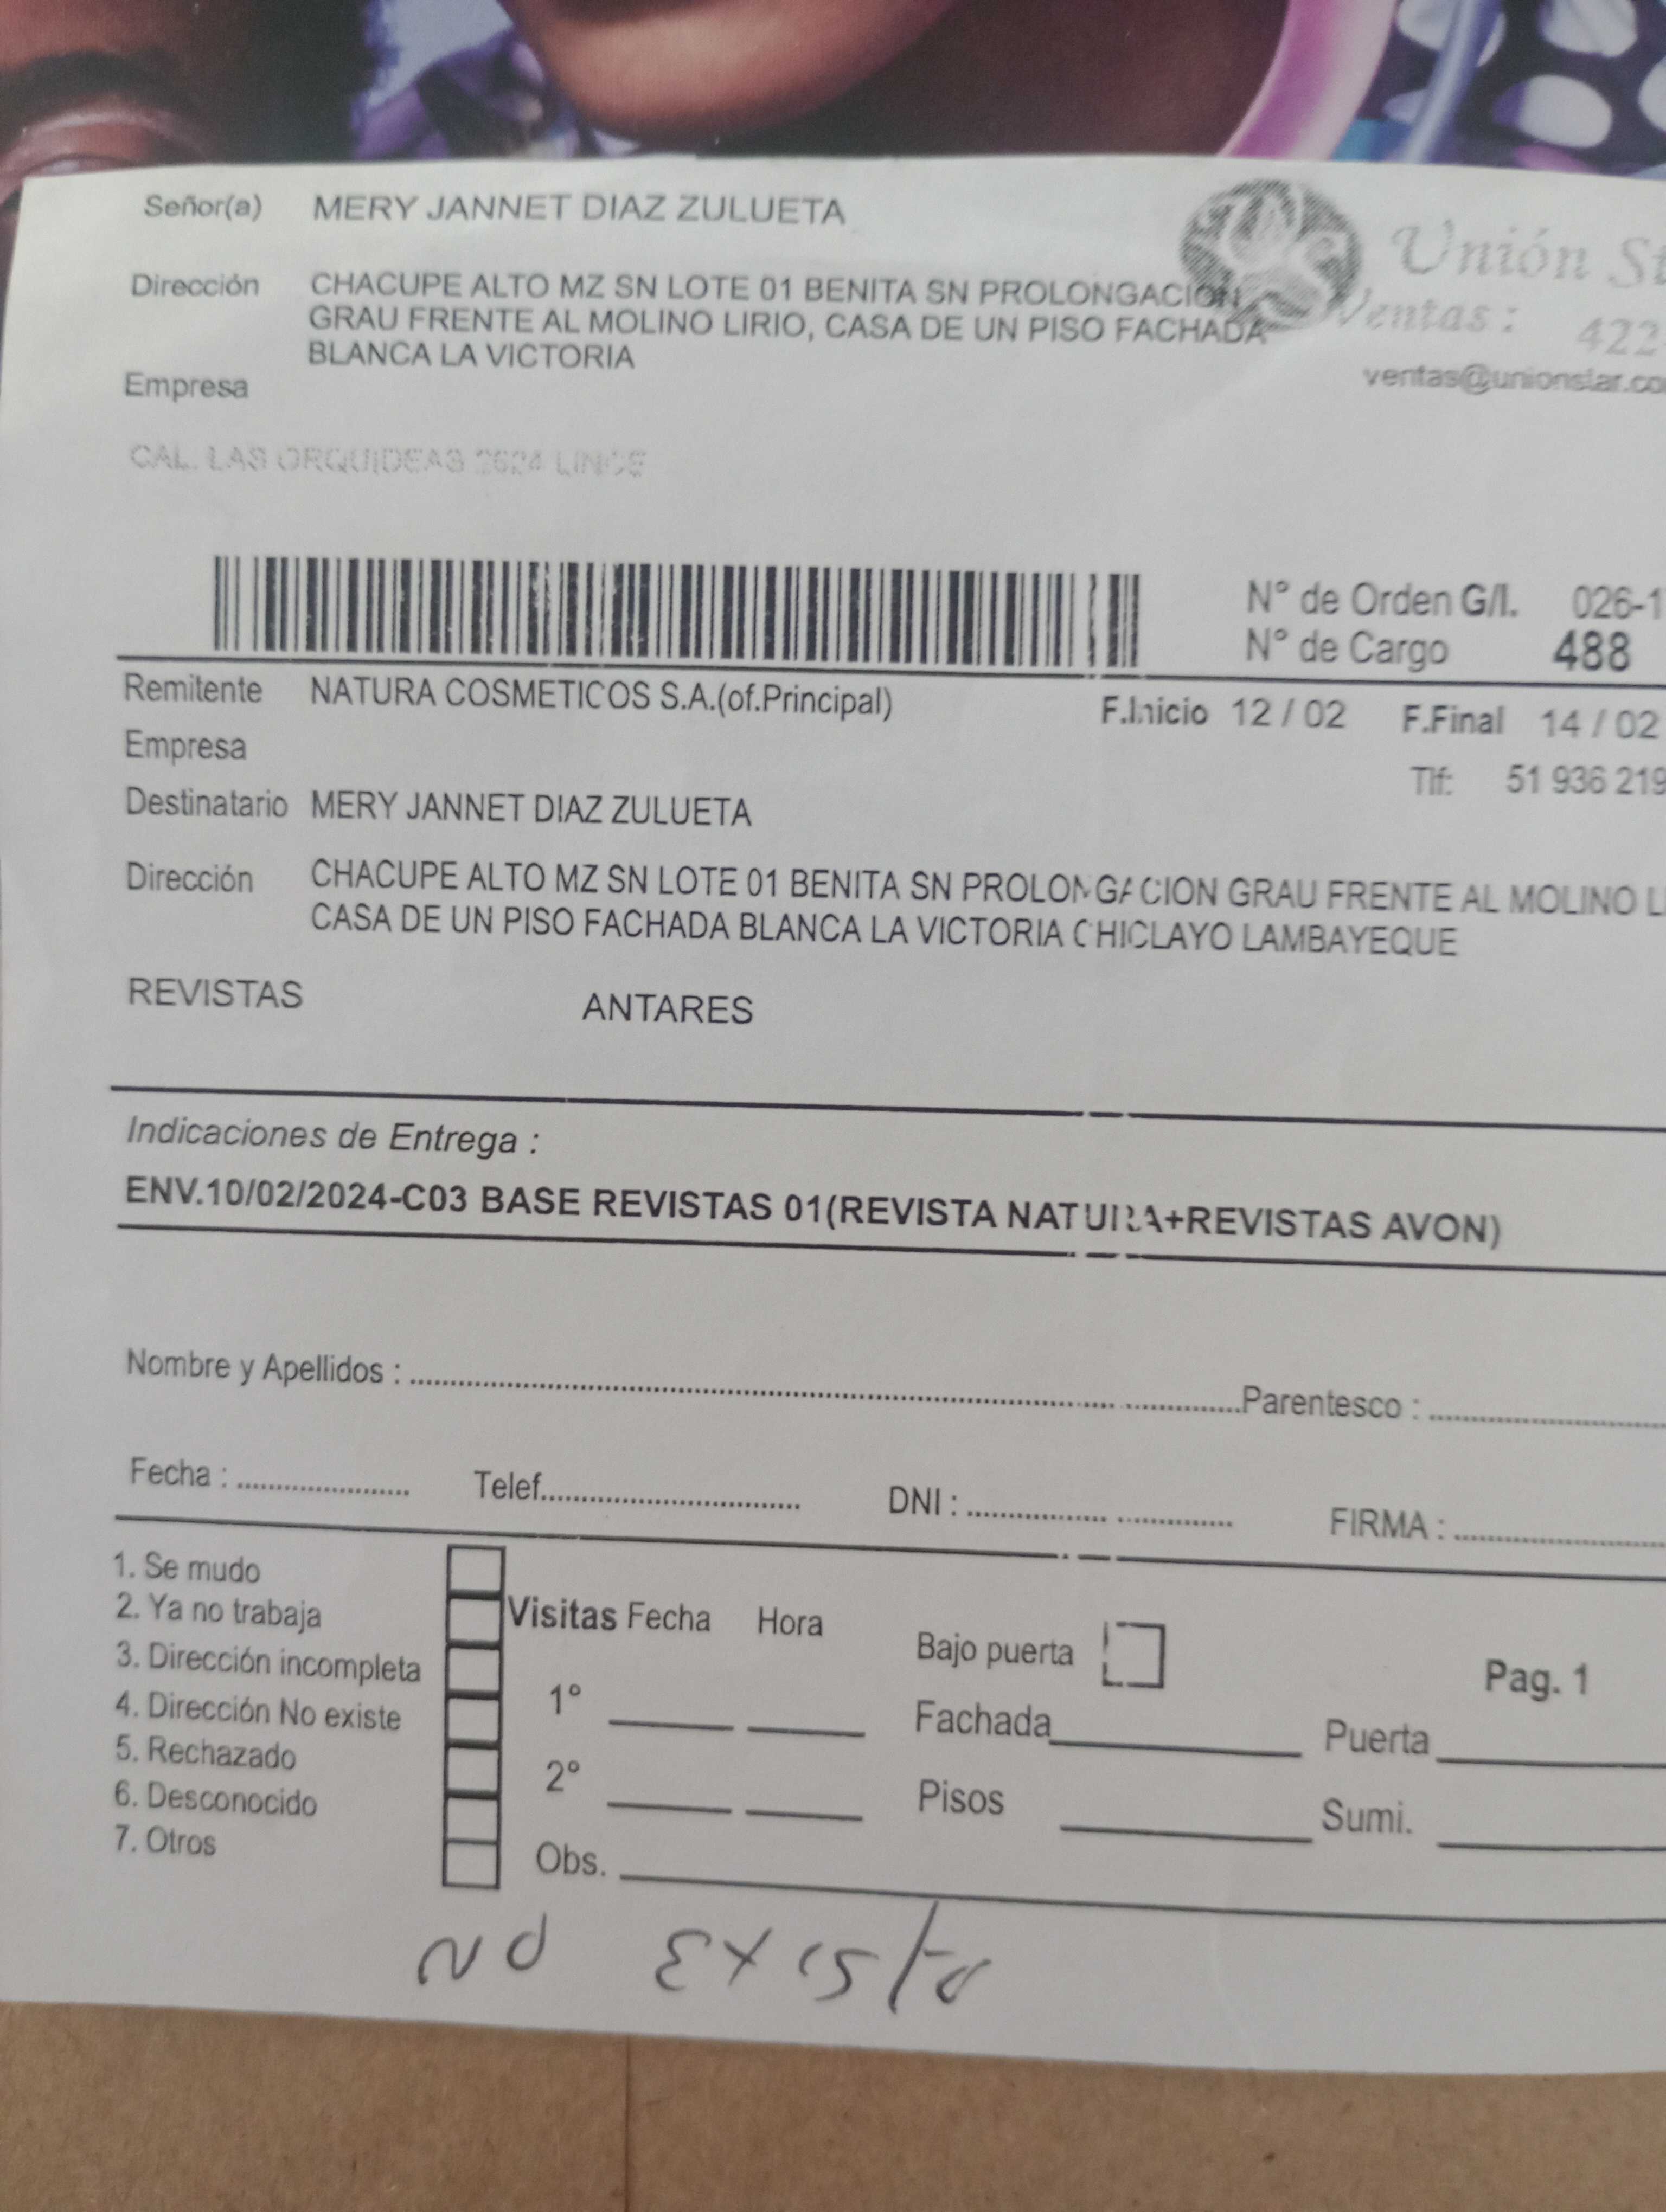 Señor(a) MERY JANNET DIAZ ZULUETA
Unión
Dirección CHACUPE ALTO MZ SN LOTE 01 BENITA SN PROLONGACION
GRAU FRENTE AL MOLINO LIRIO, CASA DE UN PISO FACHADA
BLANCA LA VICTORIA
Ventas : 422
ventas@unionstar.co
Empresa
CAL. LAS ORQUIDEAS 2624 LINCE
N° de Orden G/I. 026-1
N° de Cargo 488
Remitente NATURA COSMETICOS S.A.(of.Principal) F.Inicio 12 / 02 F.Final 14 / 02
Empresa
Tlf: 51 936 219
Destinatario MERY JANNET DIAZ ZULUETA
Dirección CHACUPE ALTO MZ SN LOTE 01 BENITA SN PROLONGACION GRAU FRENTE AL MOLINO
CASA DE UN PISO FACHADA BLANCA LA VICTORIA CHICLAYO LAMBAYEQUE
REVISTAS ANTARES
Indicaciones de Entrega :
ENV.10/02/2024-C03 BASE REVISTAS 01(REVISTA NATURA+REVISTAS AVON)
Nombre y Apellidos : Parentesco :
Fecha : Telef. DNI : FIRMA :
1. Se mudo
2. Ya no trabaja
3. Dirección incompleta
4. Dirección No existe
5. Rechazado
6. Desconocido
7. Otros
Visitas Fecha Hora
1°
2°
Obs.
Bajo puerta
Fachada Puerta
Pisos Sumi.
Pag. 1
NO